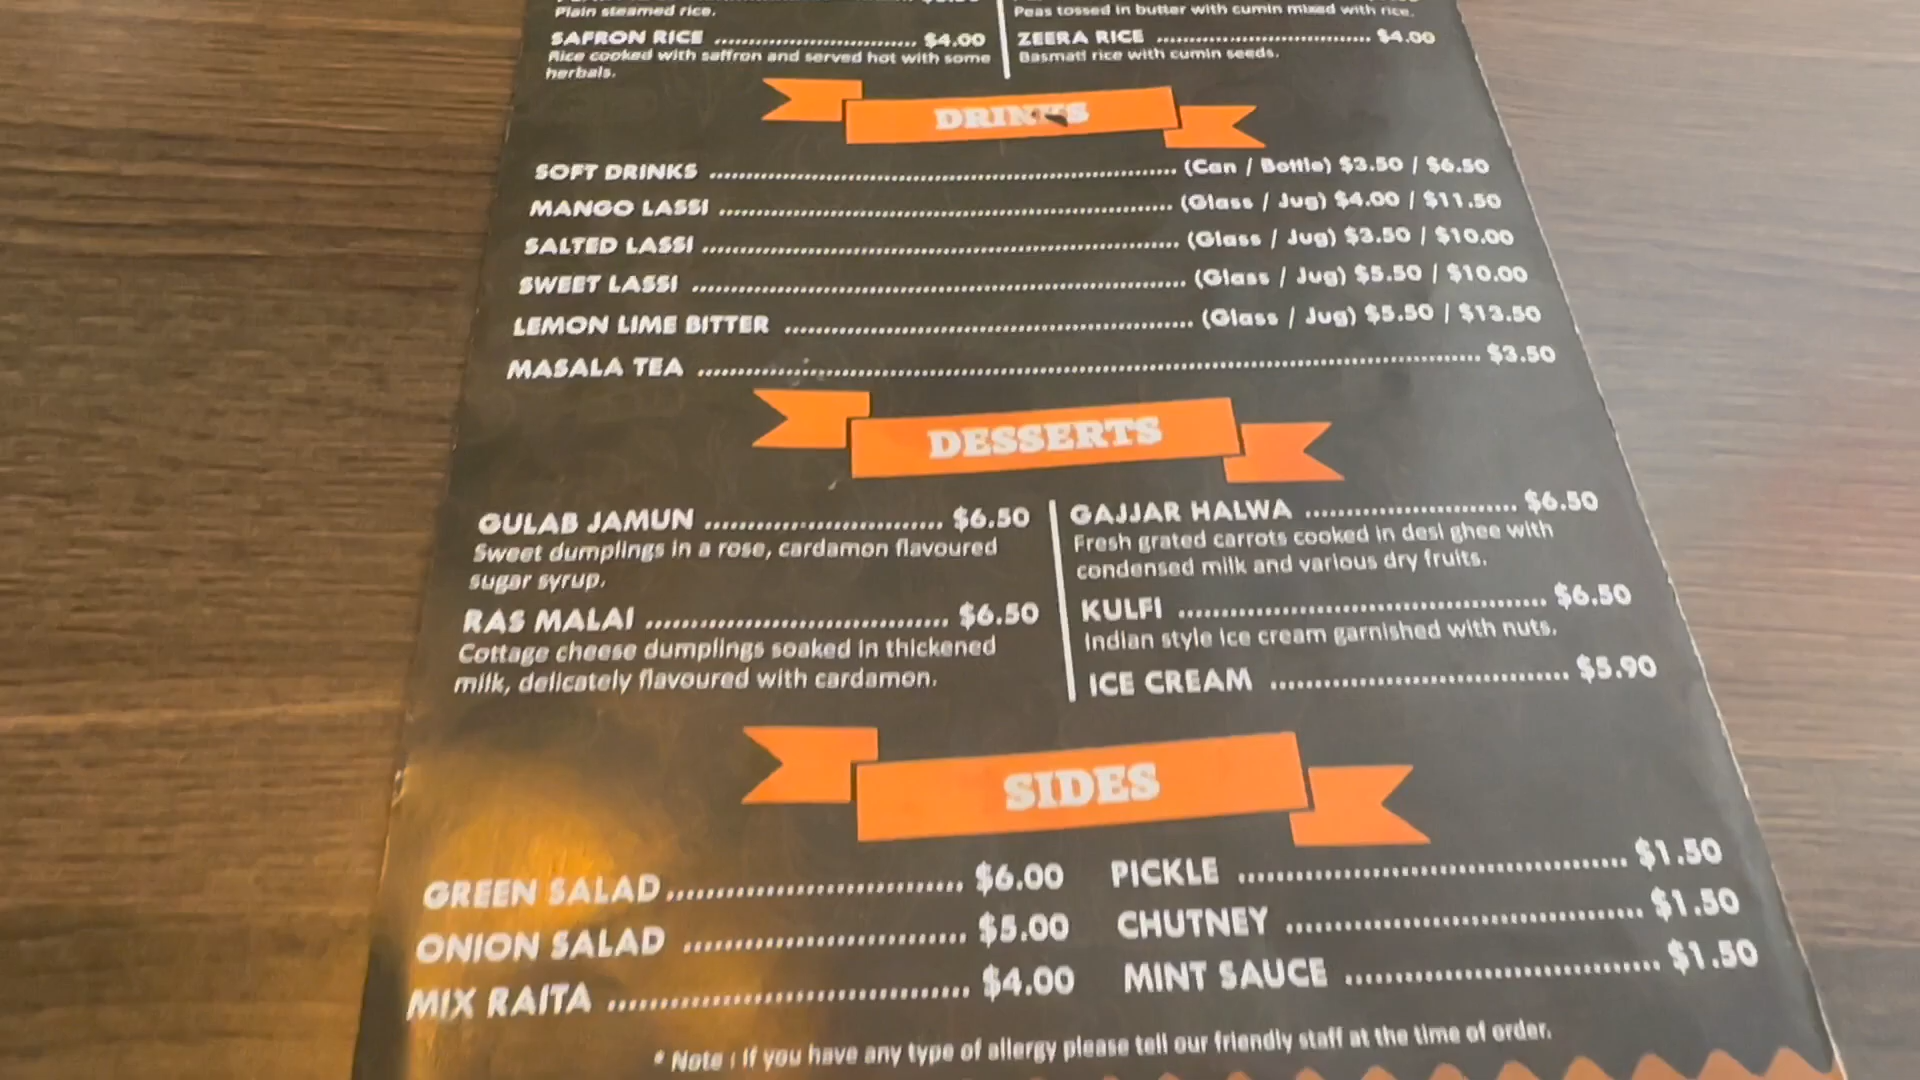 Plain steamed rice.
Peas tossed in butter with cumin mixed with rice.
SAFRON RICE ........................ $4.00
Rice cooked with saffron and served hot with some
herbals.
ZEERA RICE ........................ $4.00
Basmati rice with cumin seeds.
DRINKS
SOFT DRINKS ........................ (Can / Bottle) $3.50 / $6.50
MANGO LASSI ........................ (Glass / Jug) $4.00 / $11.50
SALTED LASSI ........................ (Glass / Jug) $3.50 / $10.00
SWEET LASSI ........................ (Glass / Jug) $5.50 / $10.00
LEMON LIME BITTER ........................ (Glass / Jug) $5.50 / $13.50
MASALA TEA ........................ $3.50
DESSERTS
GULAB JAMUN ........................ $6.50
Sweet dumplings in a rose, cardamon flavoured
sugar syrup.
RAS MALAI ........................ $6.50
Cottage cheese dumplings soaked in thickened
milk, delicately flavoured with cardamon.
GAJJAR HALWA ........................ $6.50
Fresh grated carrots cooked in desi ghee with
condensed milk and various dry fruits.
KULFI ........................ $6.50
Indian style ice cream garnished with nuts.
ICE CREAM ........................ $5.90
SIDES
GREEN SALAD ........................ $6.00
ONION SALAD ........................ $5.00
MIX RAITA ........................ $4.00
PICKLE ........................ $1.50
CHUTNEY ........................ $1.50
MINT SAUCE ........................ $1.50
* Note : If you have any type of allergy please tell our friendly staff at the time of order.